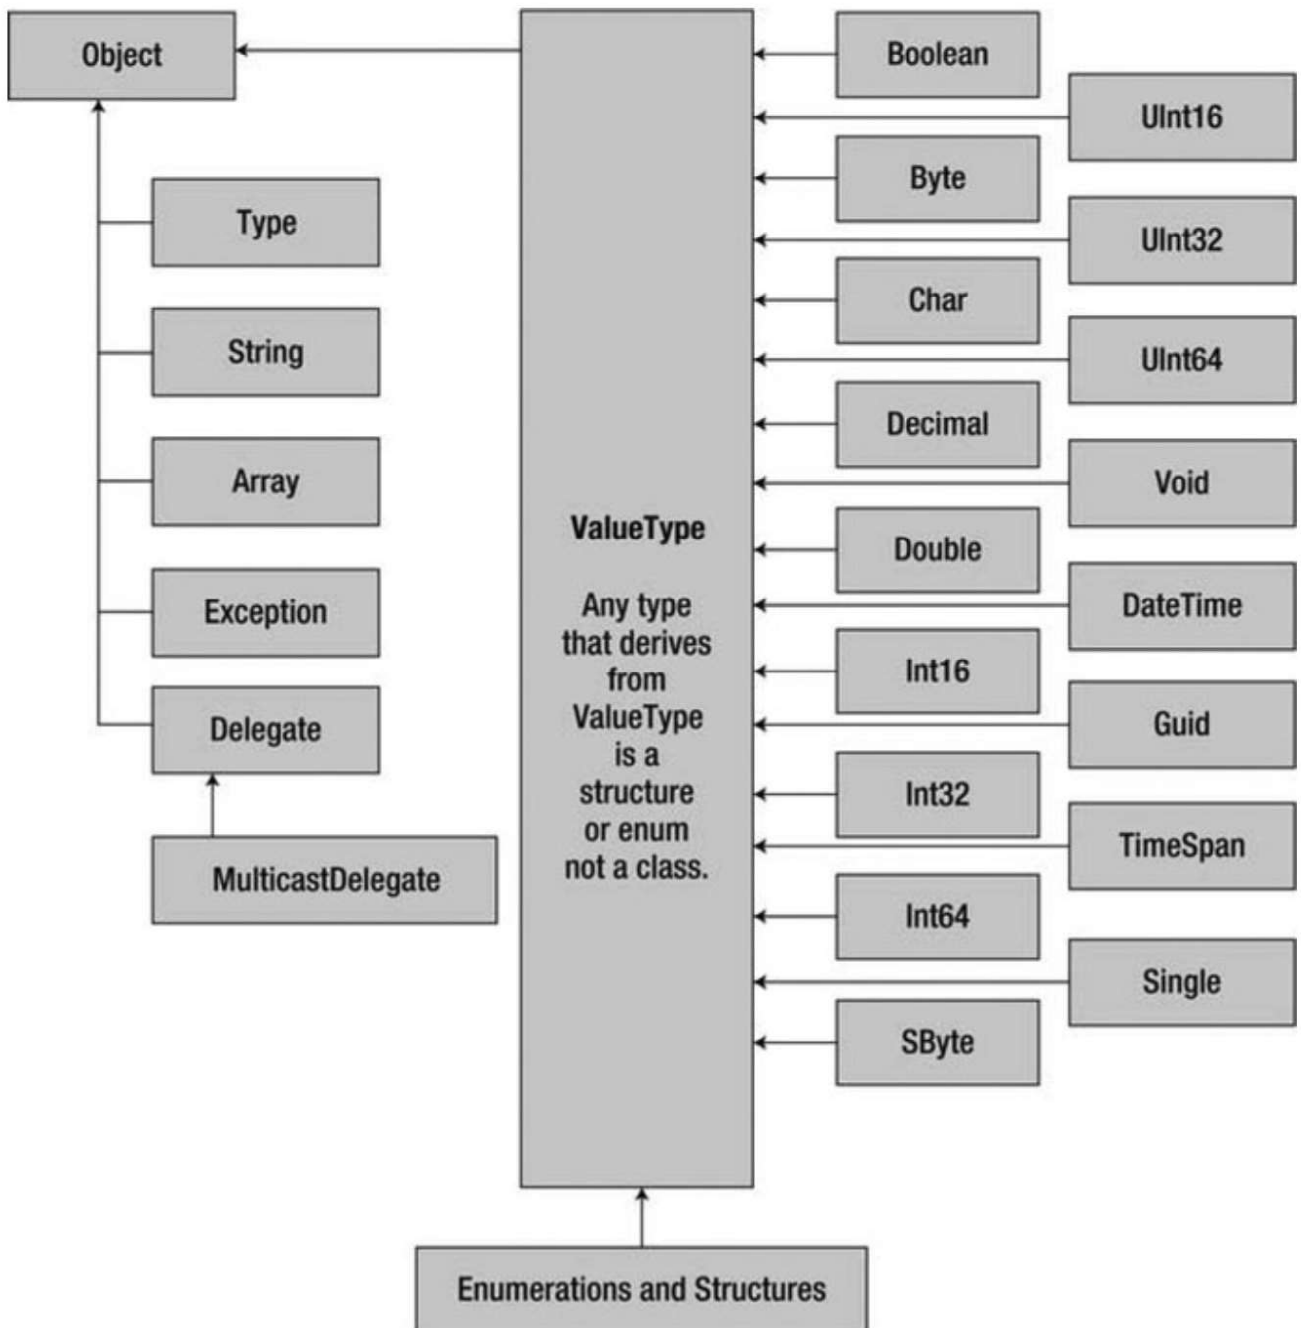 Object
Type
String
Array
Exception
Delegate
MulticastDelegate
ValueType
Any type
that derives
from
ValueType
is a
structure
or enum
not a class.
Boolean
UInt16
Byte
UInt32
Char
UInt64
Decimal
Void
Double
DateTime
Int16
Guid
Int32
TimeSpan
Int64
Single
SByte
Enumerations and Structures